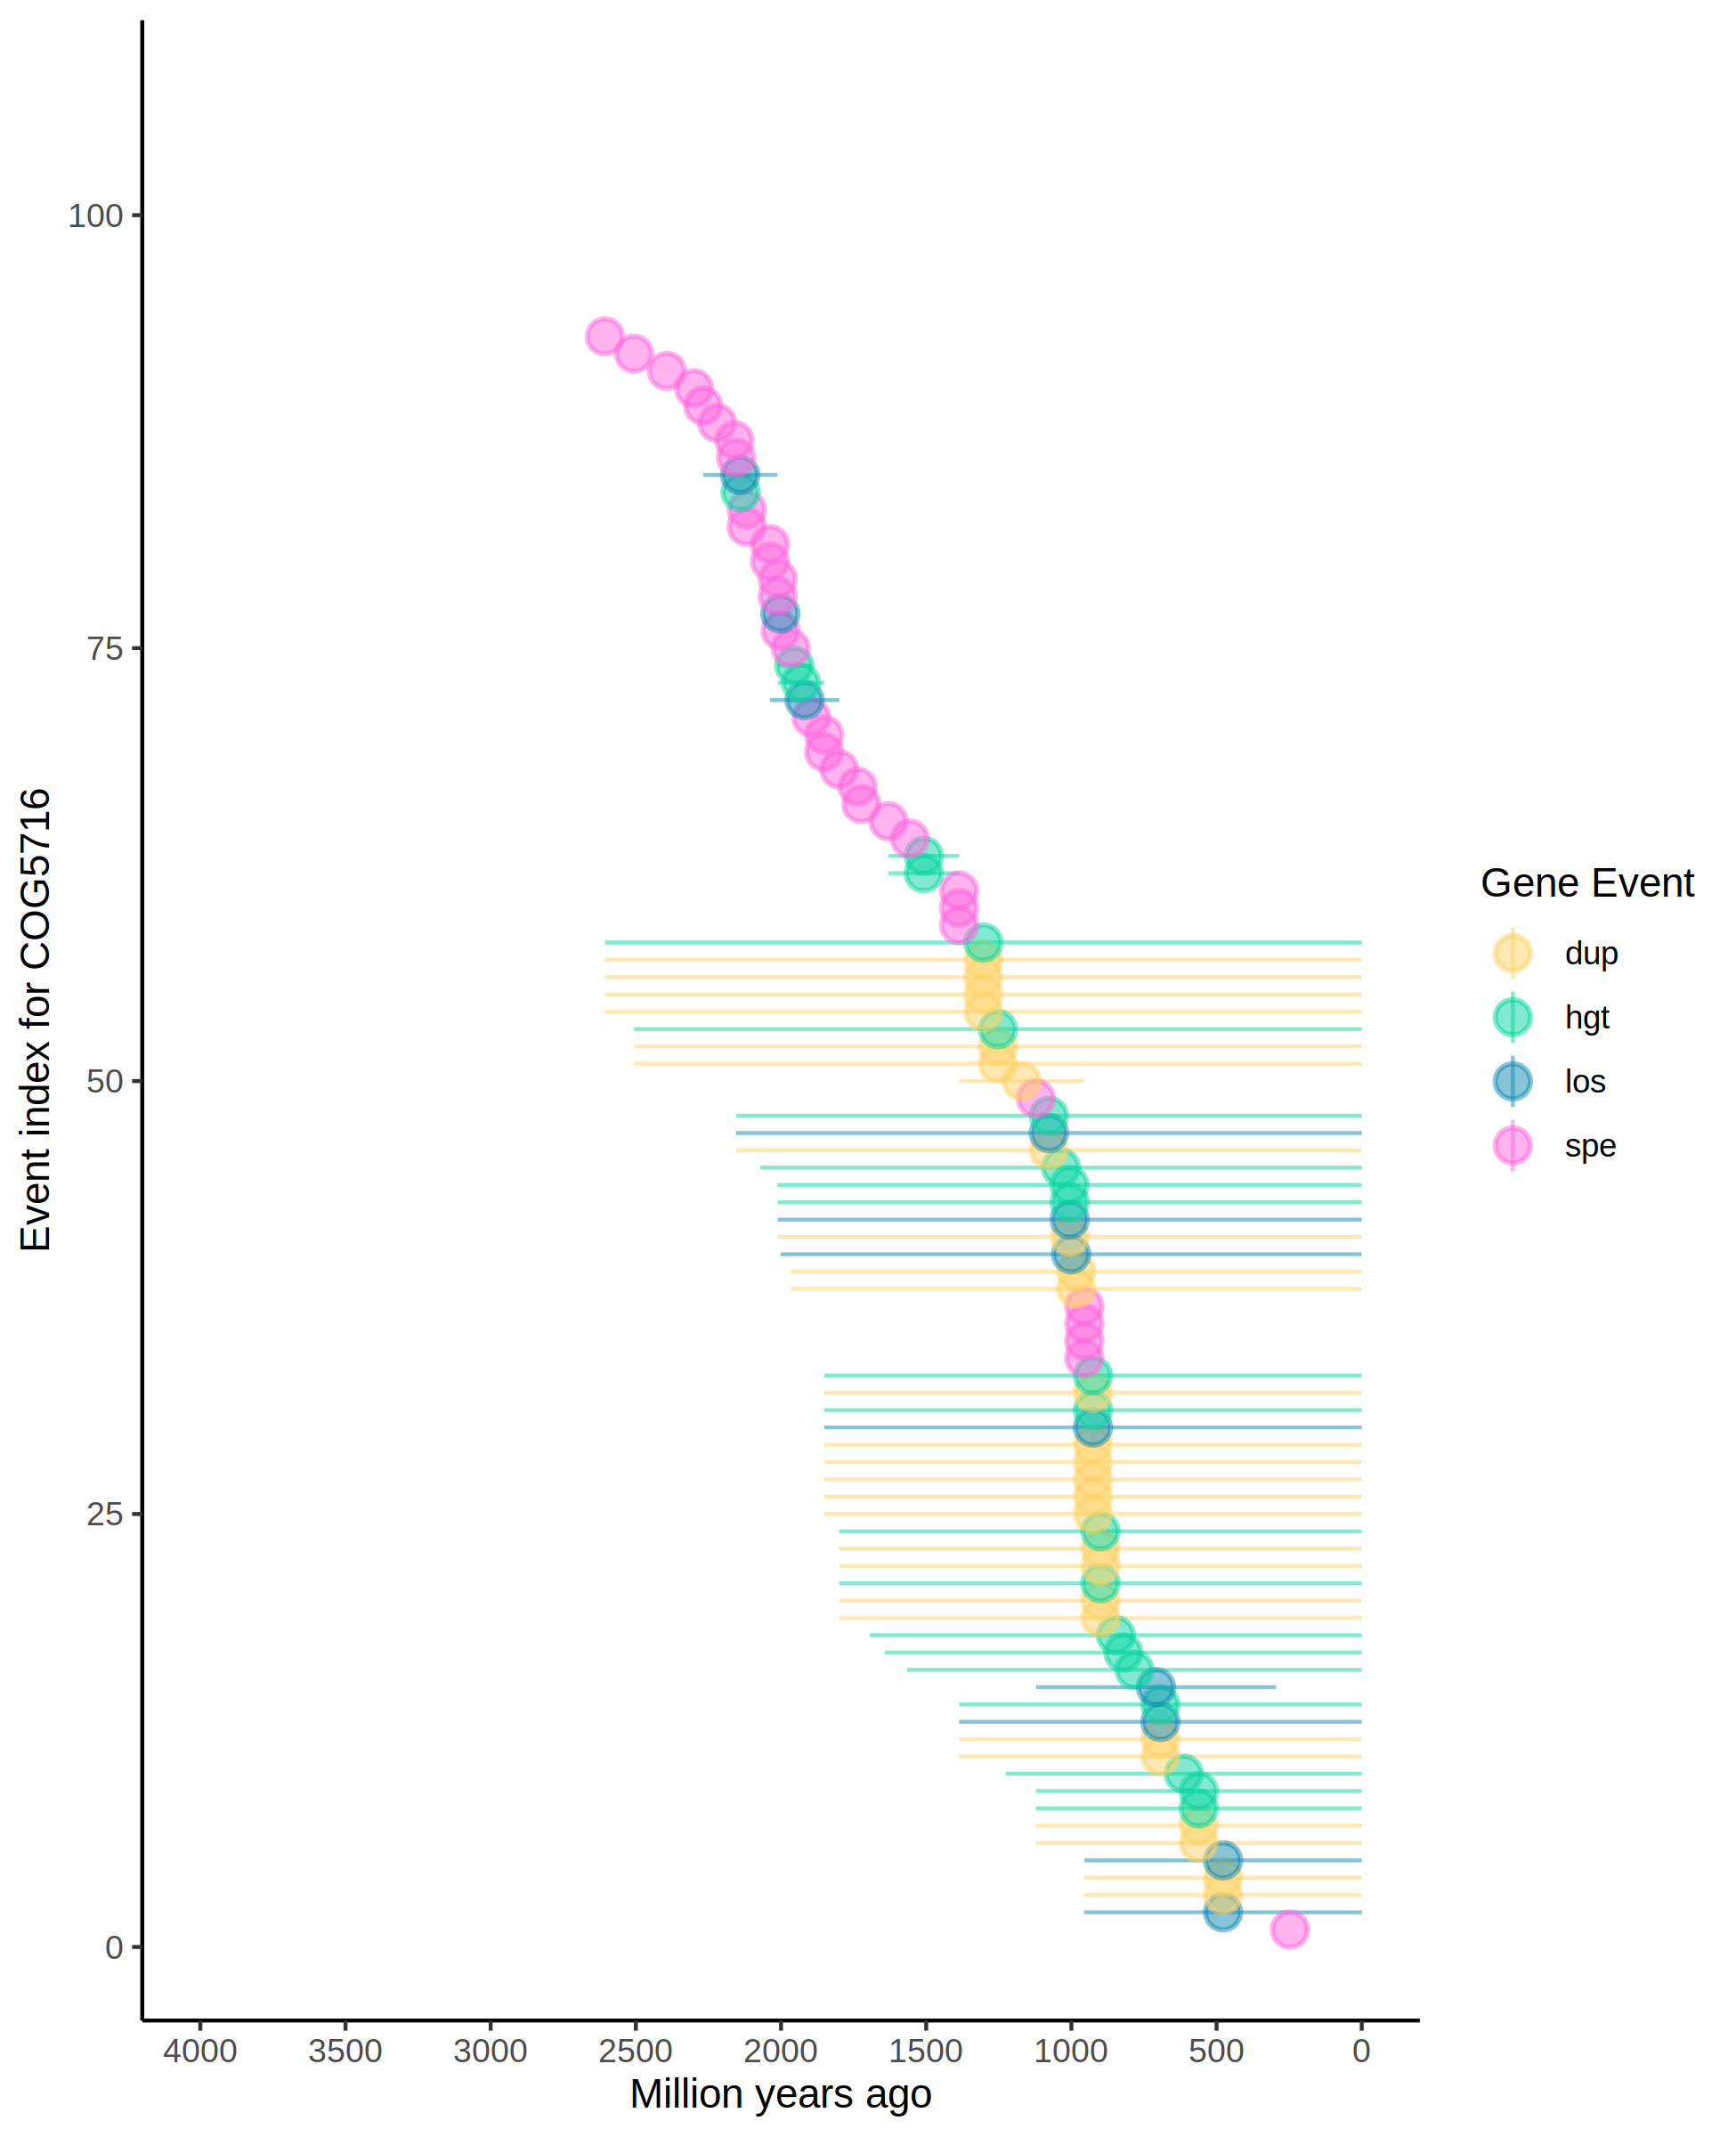 Event index for COG5716
100
75
50
25
0
4000 3500 3000 2500 2000 1500 1000 500 0
Million years ago
Gene Event
dup
hgt
los
spe